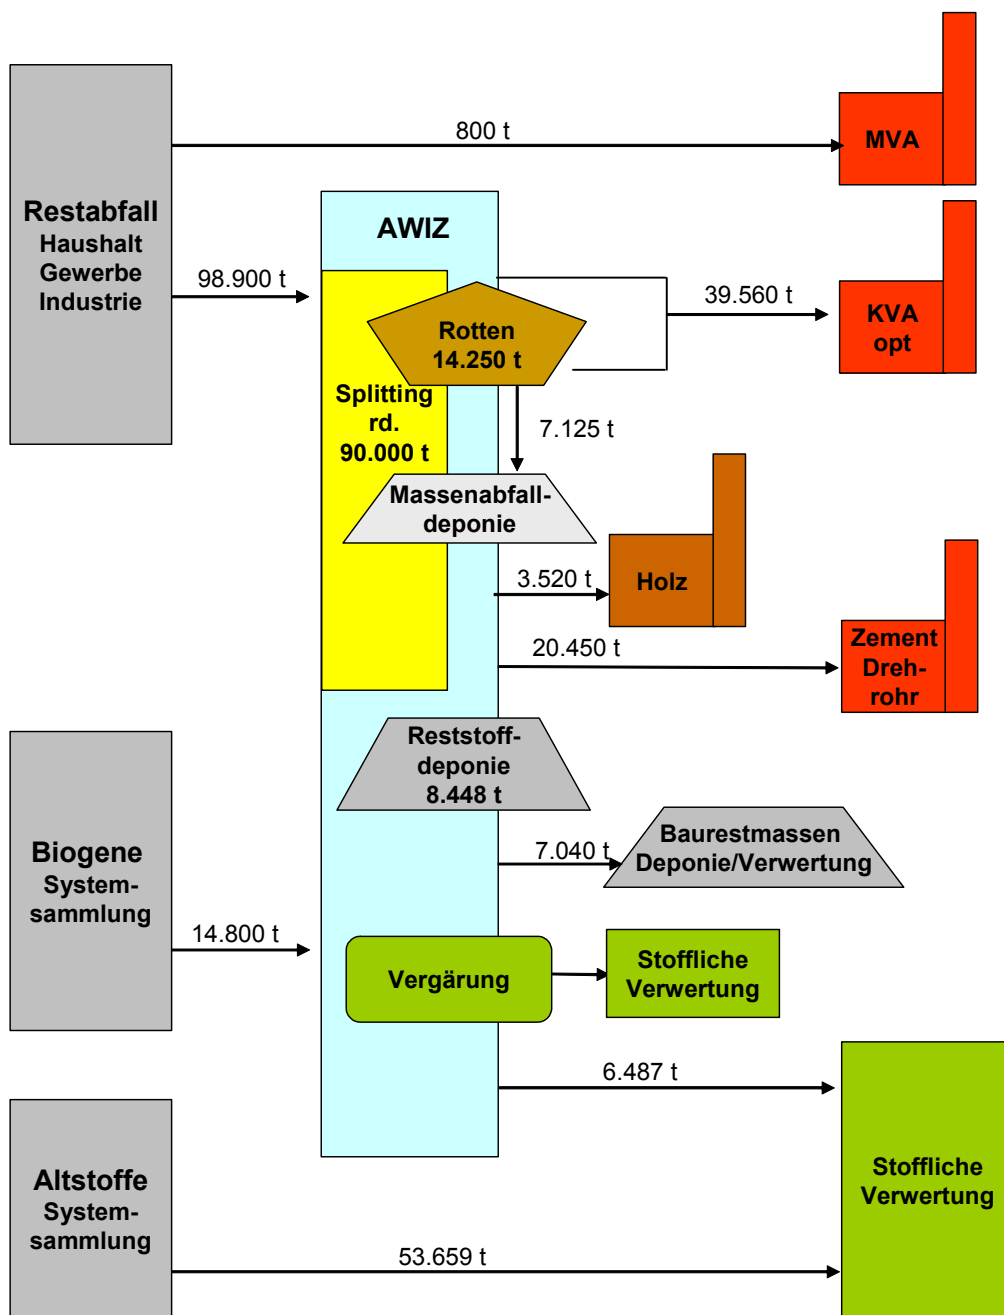 800 t
MVA
Restabfall
Haushalt
Gewerbe
Industrie
98.900 t
AWIZ
Rotten
14.250 t
39.560 t
KVA
opt
Splitting
rd.
90.000 t
7.125 t
Massenabfall-
deponie
3.520 t
Holz
20.450 t
Zement
Dreh-
rohr
Reststoff-
deponie
8.448 t
7.040 t
Baurestmassen
Deponie/Verwertung
Biogene
System-
sammlung
14.800 t
Vergärung
Stoffliche
Verwertung
6.487 t
Altstoffe
System-
sammlung
53.659 t
Stoffliche
Verwertung